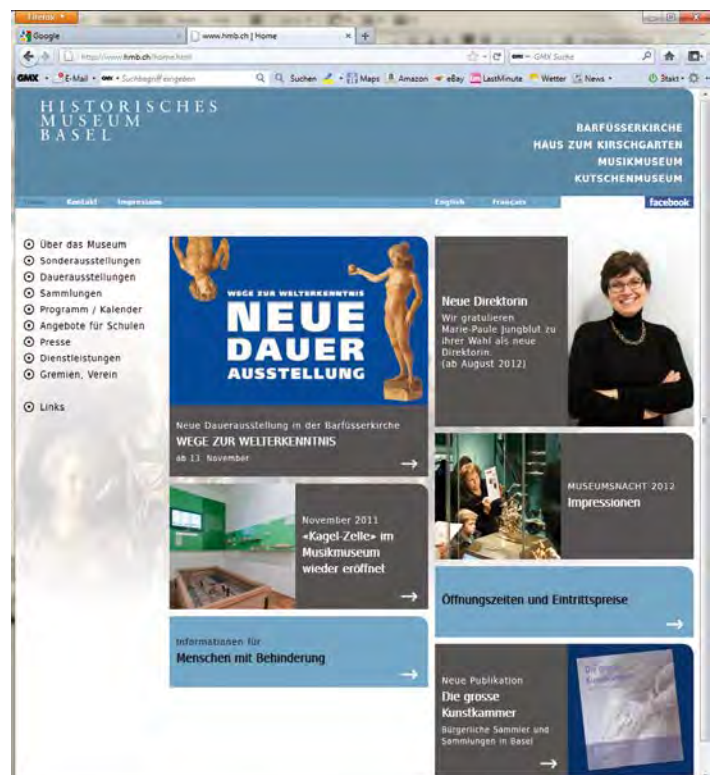 Google
www.hmb.ch | Home
http://www.hmb.ch/home.html
GMX Suche
GMX
E-Mail
Suchbegriff eingeben
Suchen
Maps
Amazon
eBay
LastMinute
Wetter
News
HISTORISCHES
MUSEUM
BASEL
BARFÜSSERKIRCHE
HAUS ZUM KIRSCHGARTEN
MUSIKMUSEUM
KUTSCHENMUSEUM
Kontakt
Impressum
English
Français
facebook
Über das Museum
Sonderausstellungen
Dauerausstellungen
Sammlungen
Programm / Kalender
Angebote für Schulen
Presse
Dienstleistungen
Gremien, Verein
Links
WEGE ZUR WELTERKENNTNIS
NEUE
DAUER
AUSSTELLUNG
Neue Dauerausstellung in der Barfüsserkirche
WEGE ZUR WELTERKENNTNIS
ab 13. November
Neue Direktorin
Wir gratulieren
Marie-Paule Jungblut zu
ihrer Wahl als neue
Direktorin.
(ab August 2012)
November 2011
«Kagel-Zelle» im
Musikmuseum
wieder eröffnet
MUSEUMSNACHT 2012
Impressionen
Öffnungszeiten und Eintrittspreise
Informationen für
Menschen mit Behinderung
Neue Publikation
Die grosse
Kunstkammer
Bürgerliche Sammler und
Sammlungen in Basel
Die grosse
Kunstkammer